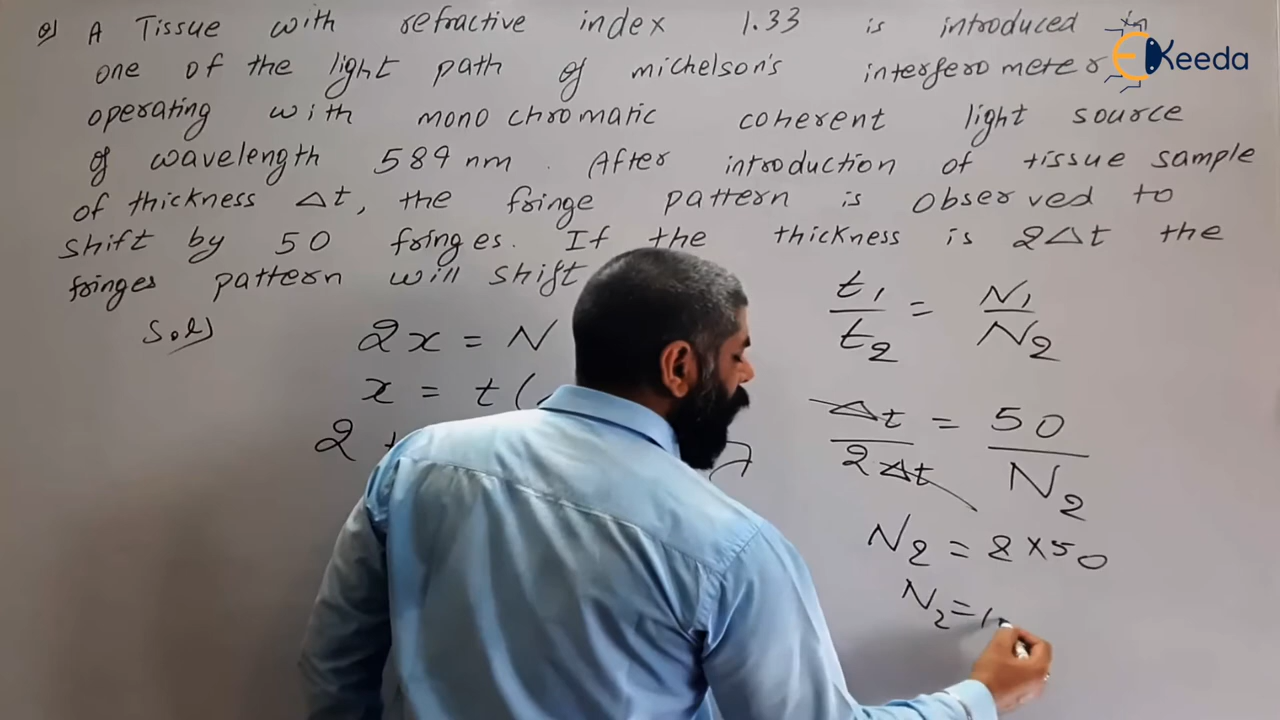 Q) A Tissue with refractive index 1.33 is introduced in
one of the light path of michelson's interferometer
operating with monochromatic coherent light source
of wavelength 589 nm. After introduction of tissue sample
of thickness Δt, the fringe pattern is observed to
shift by 50 fringes. If the thickness is 2Δt the
fringes pattern will shift
Sol)
2x = N
x = t (
2 t
λ
t1/t2 = N1/N2
Δt/2Δt = 50/N2
N2 = 2 × 50
N2 = 1
EKeeda